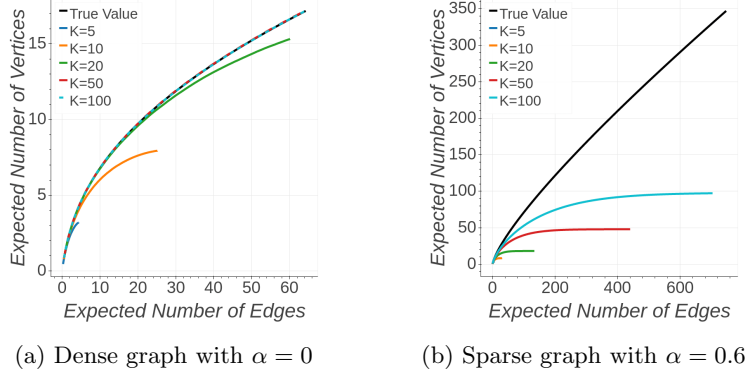 Expected Number of Vertices
15
10
5
0
True Value
K=5
K=10
K=20
K=50
K=100
0 10 20 30 40 50 60
Expected Number of Edges
(a) Dense graph with α = 0
Expected Number of Vertices
350
300
250
200
150
100
50
0
True Value
K=5
K=10
K=20
K=50
K=100
0 200 400 600
Expected Number of Edges
(b) Sparse graph with α = 0.6